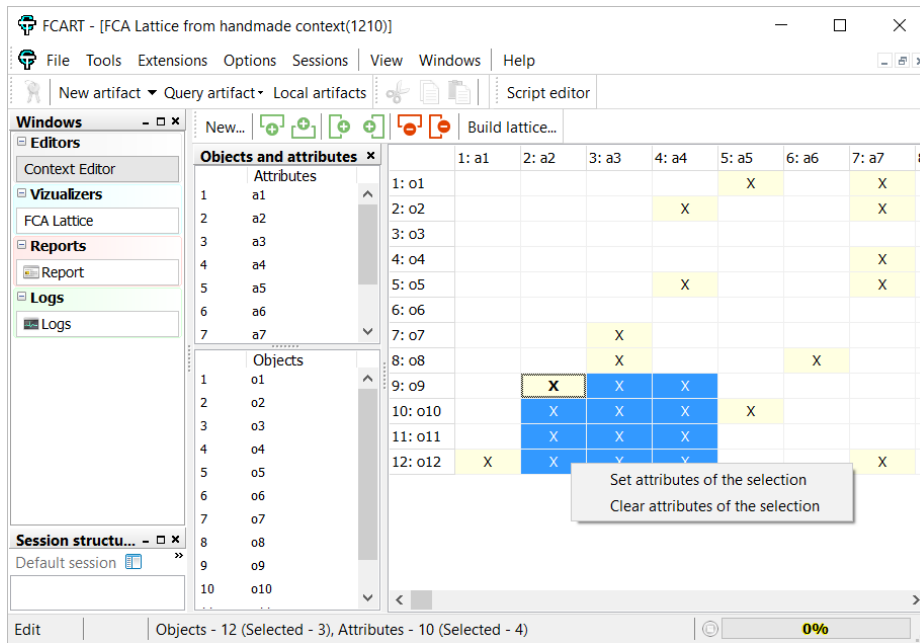 FCART - [FCA Lattice from handmade context(1210)]
File Tools Extensions Options Sessions View Windows Help
New artifact Query artifact Local artifacts Script editor
Windows
Editors
Context Editor
Vizualizers
FCA Lattice
Reports
Report
Logs
Logs
Session structu...
Default session
New... Build lattice...
Objects and attributes
Attributes
1 a1
2 a2
3 a3
4 a4
5 a5
6 a6
7 a7
Objects
1 o1
2 o2
3 o3
4 o4
5 o5
6 o6
7 o7
8 o8
9 o9
10 o10
1: a1 2: a2 3: a3 4: a4 5: a5 6: a6 7: a7
1: o1 X X
2: o2 X X
3: o3
4: o4 X
5: o5 X X
6: o6
7: o7 X
8: o8 X X
9: o9 X X X
10: o10 X X X X
11: o11 X X X
12: o12 X X X X X
Set attributes of the selection
Clear attributes of the selection
Edit Objects - 12 (Selected - 3), Attributes - 10 (Selected - 4) 0%